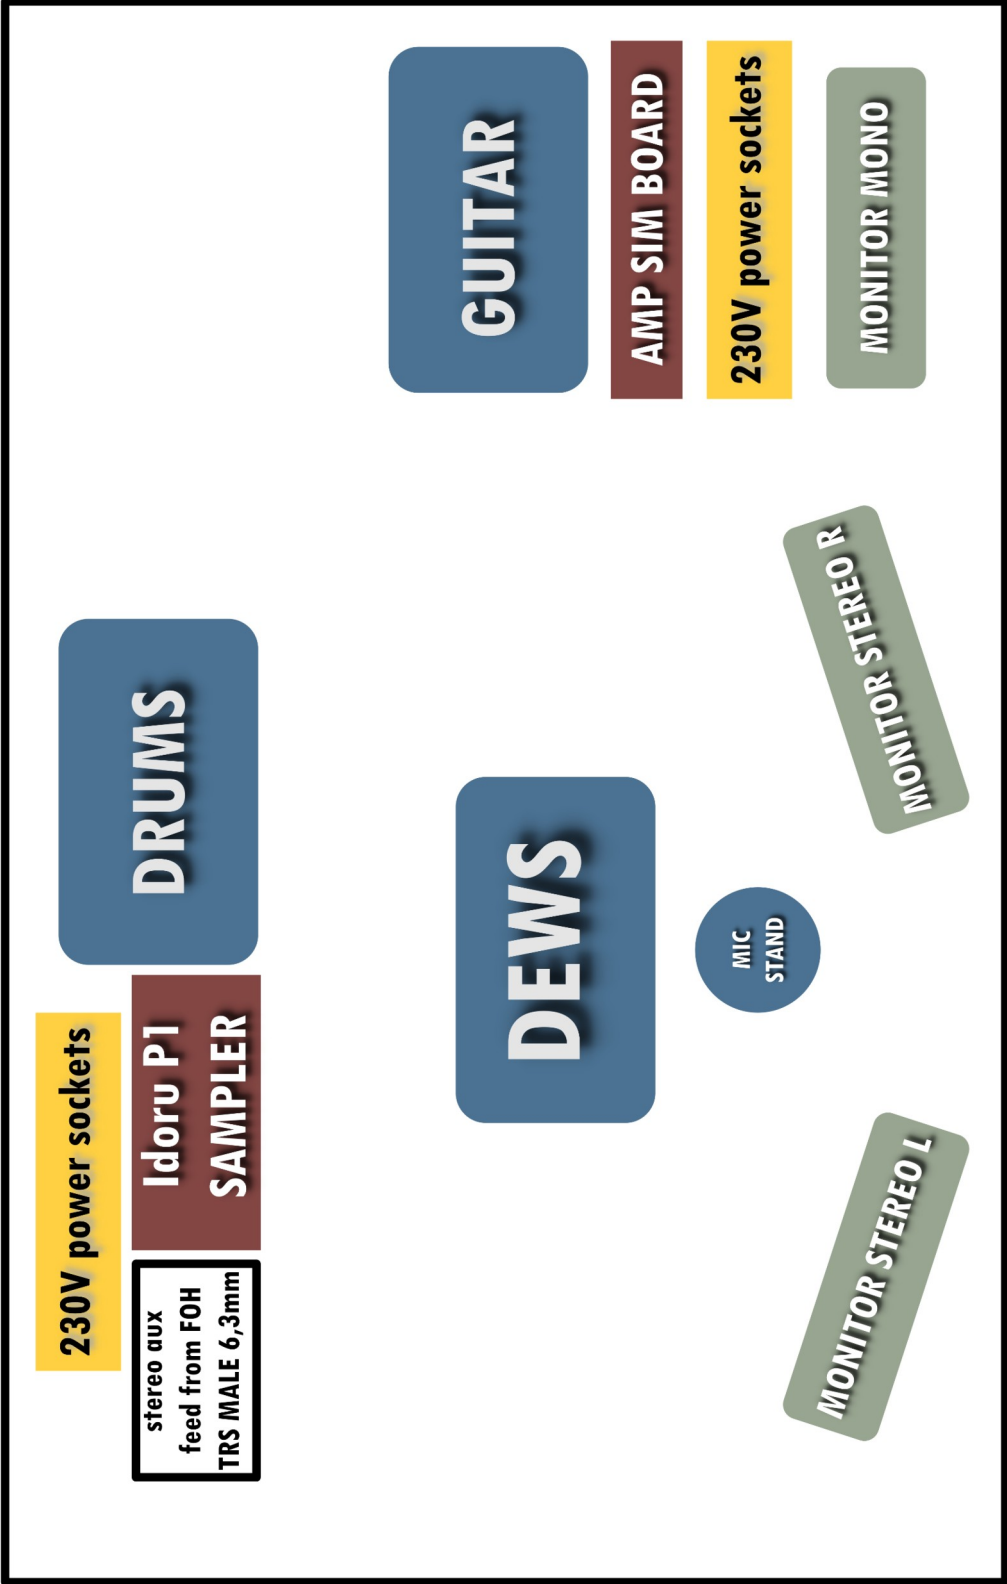 230V power sockets
stereo aux
feed from FOH
TRS MALE 6,3mm
Idoru P1
SAMPLER
DRUMS
DEWS
MIC
STAND
MONITOR STEREO L
MONITOR STEREO R
GUITAR
AMP SIM BOARD
230V power sockets
MONITOR MONO